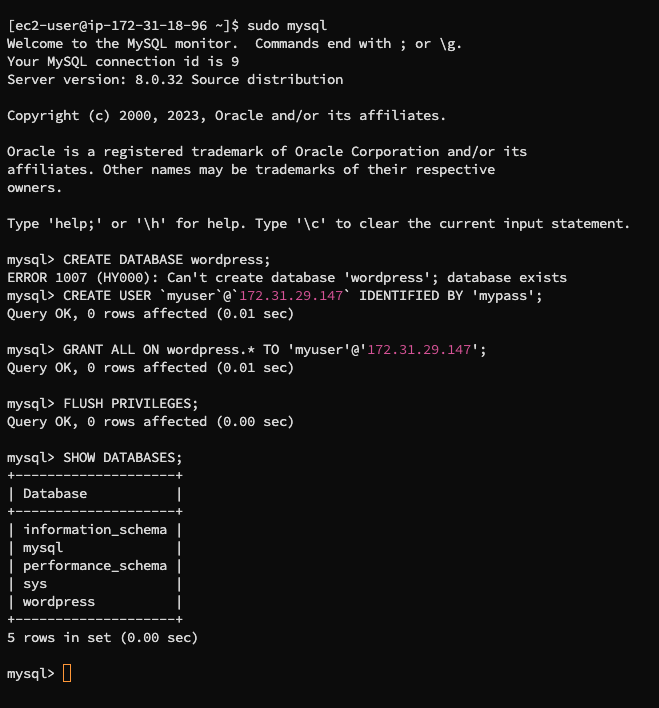 [ec2-user@ip-172-31-18-96 ~]$ sudo mysql
Welcome to the MySQL monitor.  Commands end with ; or \g.
Your MySQL connection id is 9
Server version: 8.0.32 Source distribution

Copyright (c) 2000, 2023, Oracle and/or its affiliates.

Oracle is a registered trademark of Oracle Corporation and/or its
affiliates. Other names may be trademarks of their respective
owners.

Type 'help;' or '\h' for help. Type '\c' to clear the current input statement.

mysql> CREATE DATABASE wordpress;
ERROR 1007 (HY000): Can't create database 'wordpress'; database exists
mysql> CREATE USER `myuser`@`172.31.29.147` IDENTIFIED BY 'mypass';
Query OK, 0 rows affected (0.01 sec)

mysql> GRANT ALL ON wordpress.* TO 'myuser'@'172.31.29.147';
Query OK, 0 rows affected (0.01 sec)

mysql> FLUSH PRIVILEGES;
Query OK, 0 rows affected (0.00 sec)

mysql> SHOW DATABASES;
+--------------------+
| Database           |
+--------------------+
| information_schema |
| mysql              |
| performance_schema |
| sys                |
| wordpress          |
+--------------------+
5 rows in set (0.00 sec)

mysql>